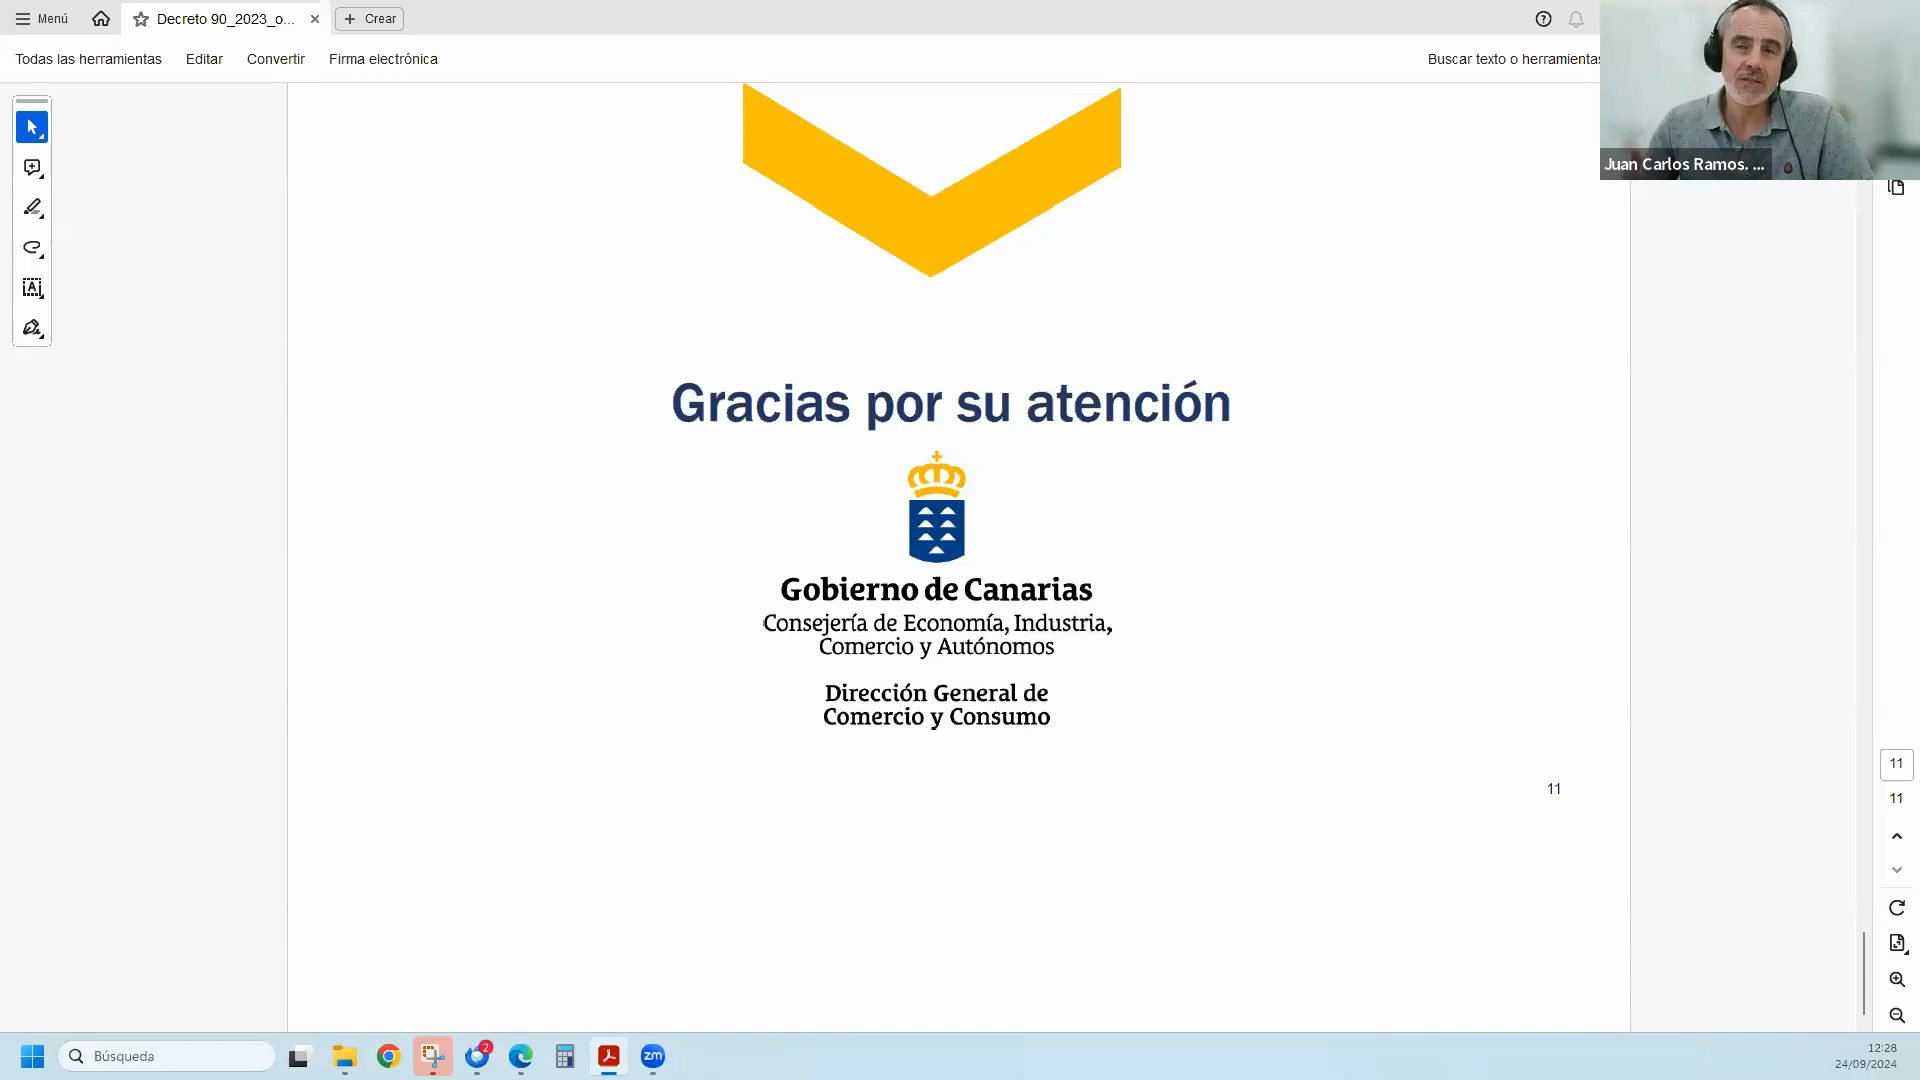 Menú
Decreto 90_2023_o...
Crear
Todas las herramientas
Editar
Convertir
Firma electrónica
Buscar texto o herramientas
Juan Carlos Ramos. ...
Gracias por su atención
Gobierno de Canarias
Consejería de Economía, Industria,
Comercio y Autónomos
Dirección General de
Comercio y Consumo
11
11
11
Búsqueda
2
zm
12:28
24/09/2024